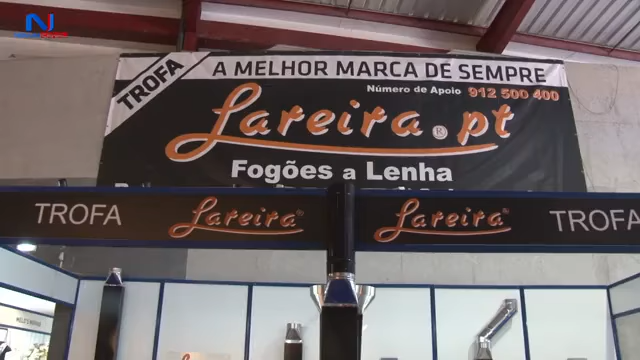 TROFA
A MELHOR MARCA DE SEMPRE
Número de Apoio 912 500 400
Lareira.pt
Fogões a Lenha
TROFA Lareira Lareira TROFA